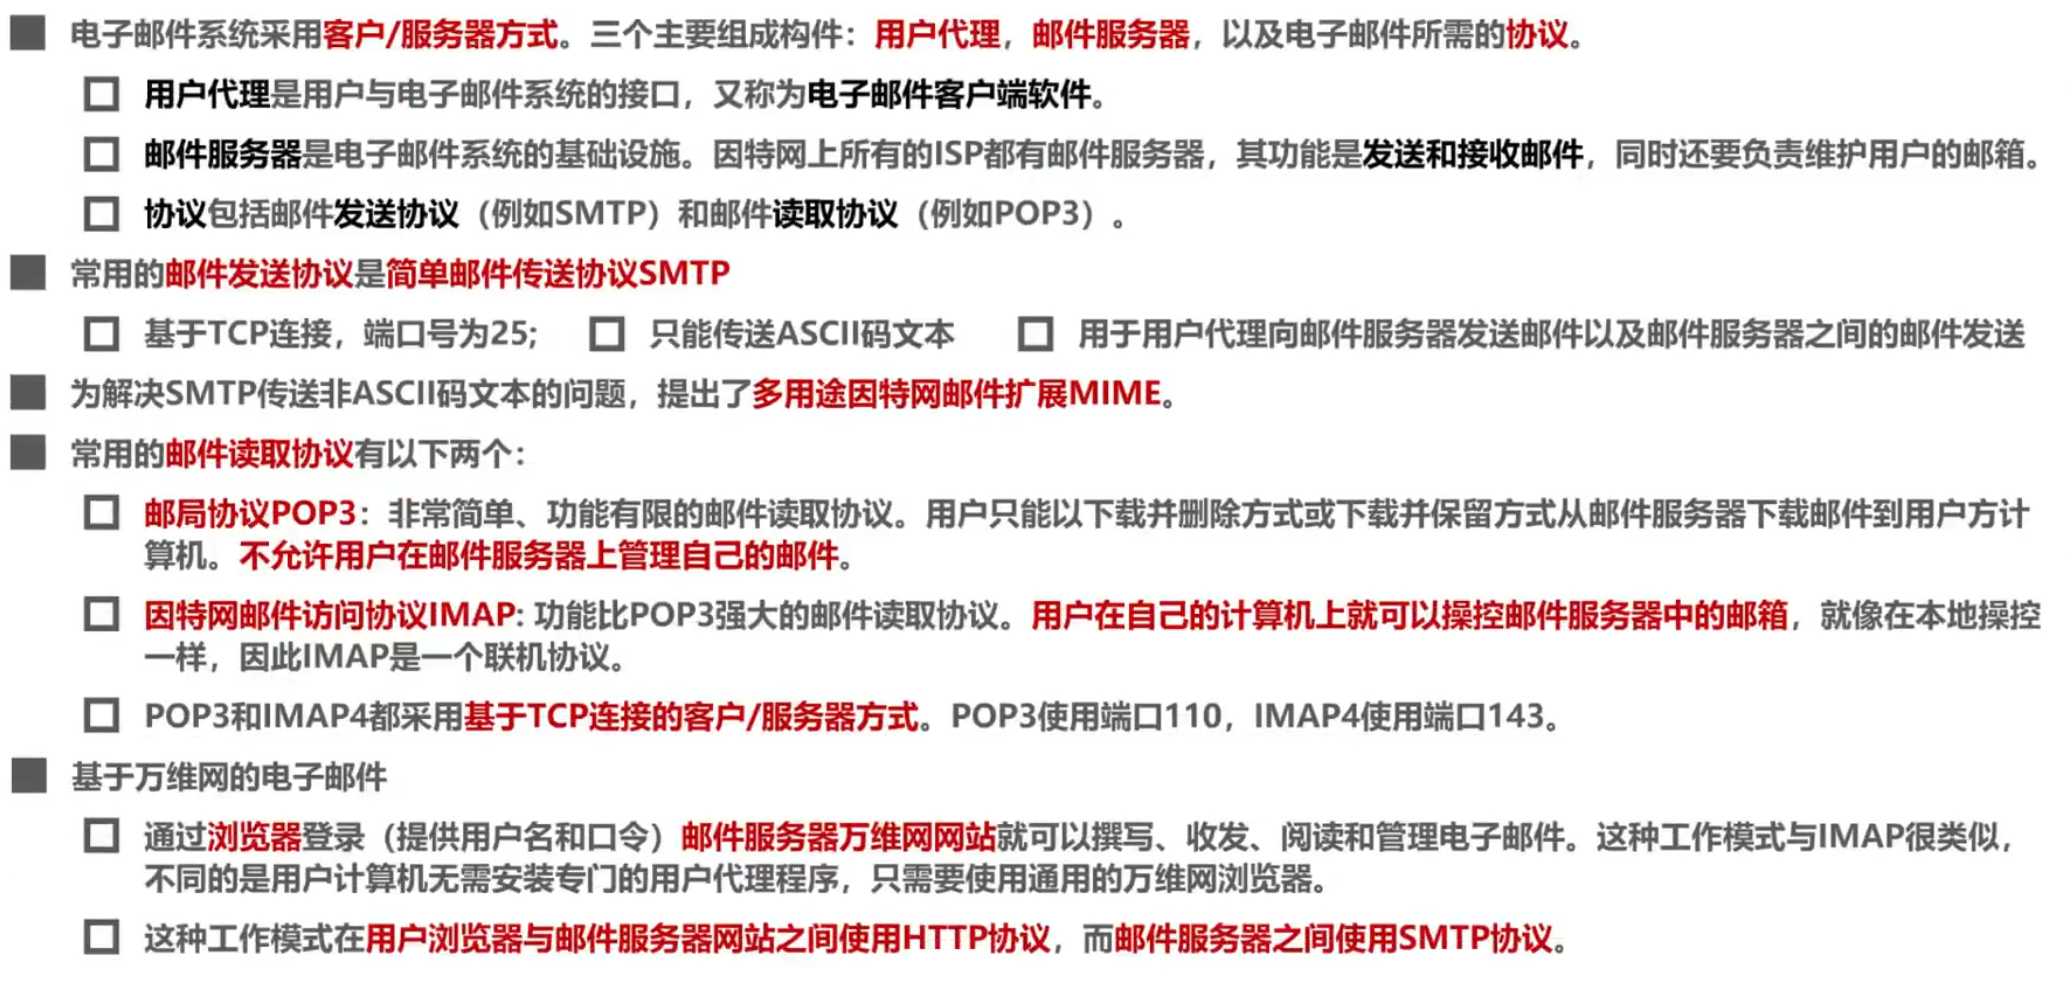 电子邮件系统采用客户/服务器方式。三个主要组成构件：用户代理，邮件服务器，以及电子邮件所需的协议。
用户代理是用户与电子邮件系统的接口，又称为电子邮件客户端软件。
邮件服务器是电子邮件系统的基础设施。因特网上所有的ISP都有邮件服务器，其功能是发送和接收邮件，同时还要负责维护用户的邮箱。
协议包括邮件发送协议（例如SMTP）和邮件读取协议（例如POP3）。
常用的邮件发送协议是简单邮件传送协议SMTP
基于TCP连接，端口号为25; 只能传送ASCII码文本 用于用户代理向邮件服务器发送邮件以及邮件服务器之间的邮件发送
为解决SMTP传送非ASCII码文本的问题，提出了多用途因特网邮件扩展MIME。
常用的邮件读取协议有以下两个：
邮局协议POP3：非常简单、功能有限的邮件读取协议。用户只能以下载并删除方式或下载并保留方式从邮件服务器下载邮件到用户方计
算机。不允许用户在邮件服务器上管理自己的邮件。
因特网邮件访问协议IMAP: 功能比POP3强大的邮件读取协议。用户在自己的计算机上就可以操控邮件服务器中的邮箱，就像在本地操控
一样，因此IMAP是一个联机协议。
POP3和IMAP4都采用基于TCP连接的客户/服务器方式。POP3使用端口110，IMAP4使用端口143。
基于万维网的电子邮件
通过浏览器登录（提供用户名和口令）邮件服务器万维网网站就可以撰写、收发、阅读和管理电子邮件。这种工作模式与IMAP很类似，
不同的是用户计算机无需安装专门的用户代理程序，只需要使用通用的万维网浏览器。
这种工作模式在用户浏览器与邮件服务器网站之间使用HTTP协议，而邮件服务器之间使用SMTP协议。